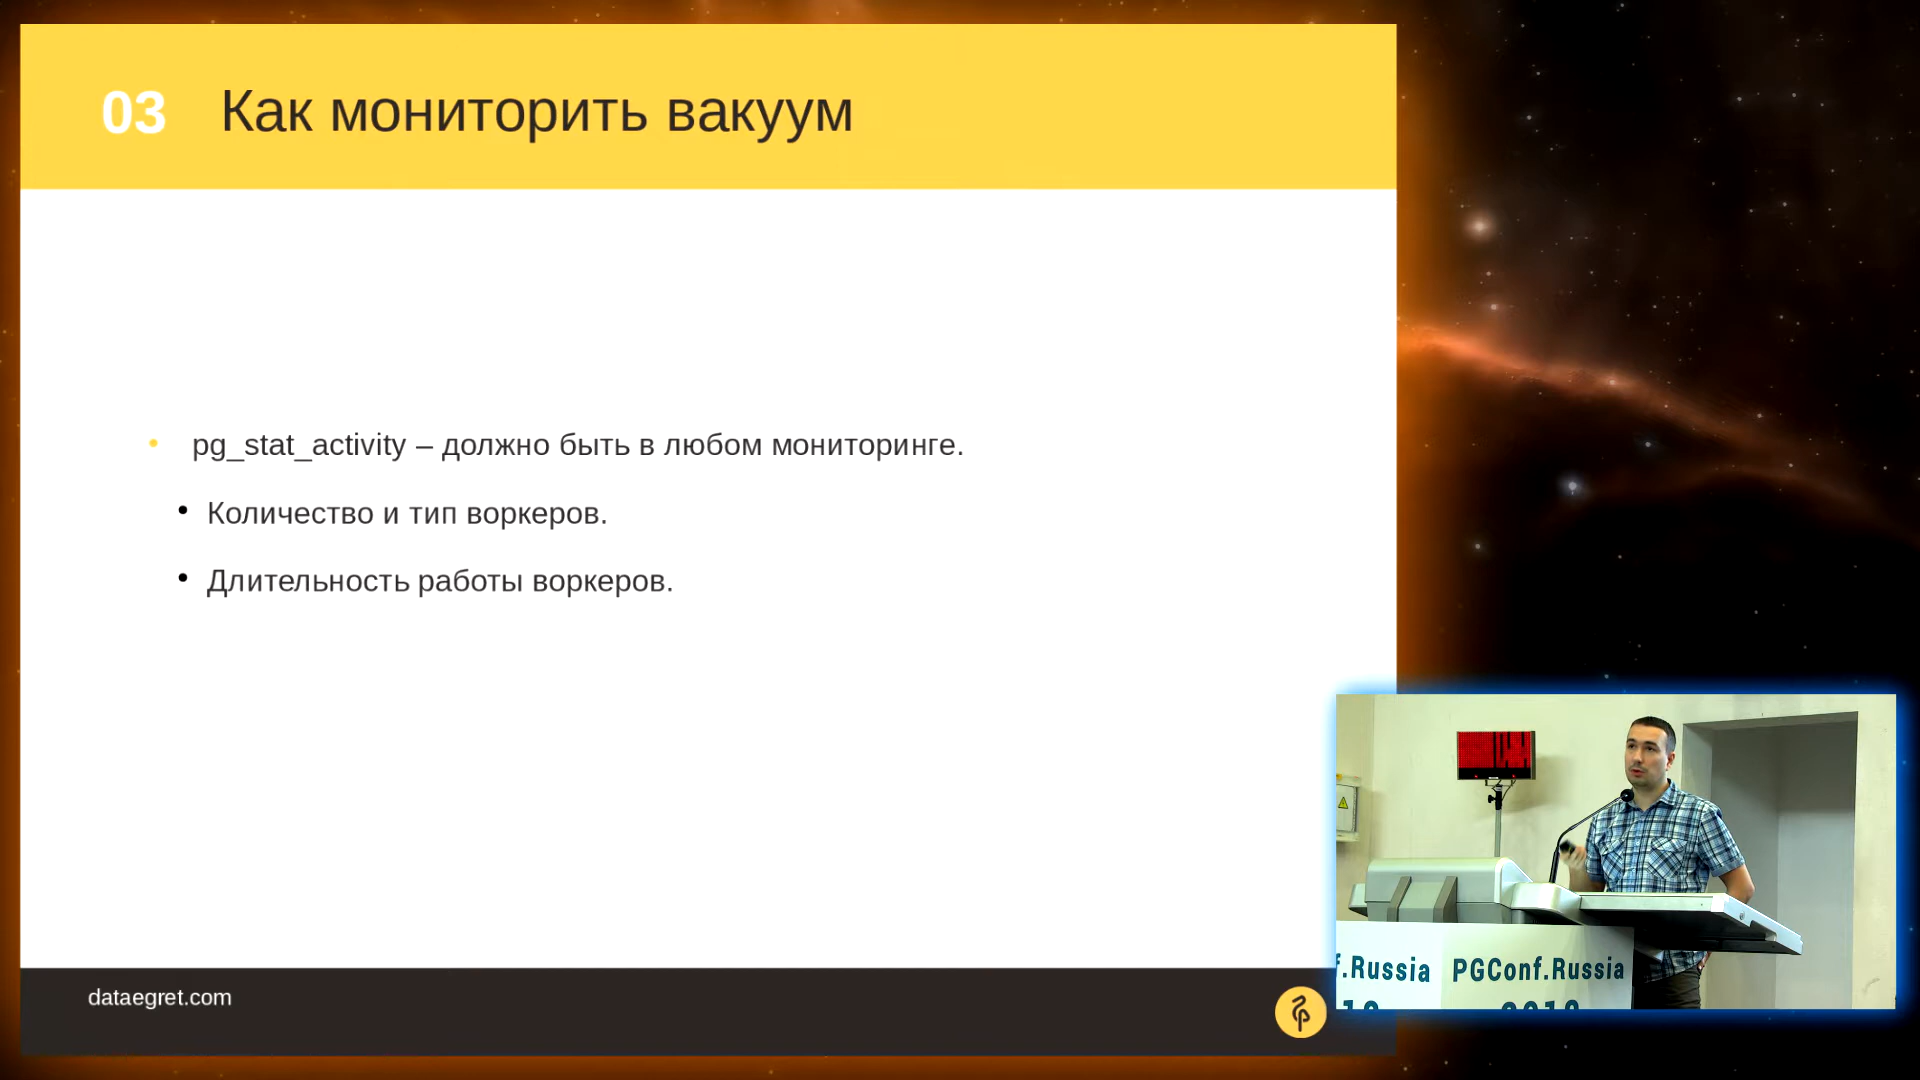 03 Как мониторить вакуум
pg_stat_activity – должно быть в любом мониторинге.
Количество и тип воркеров.
Длительность работы воркеров.
dataegret.com
f.Russia PGConf.Russia